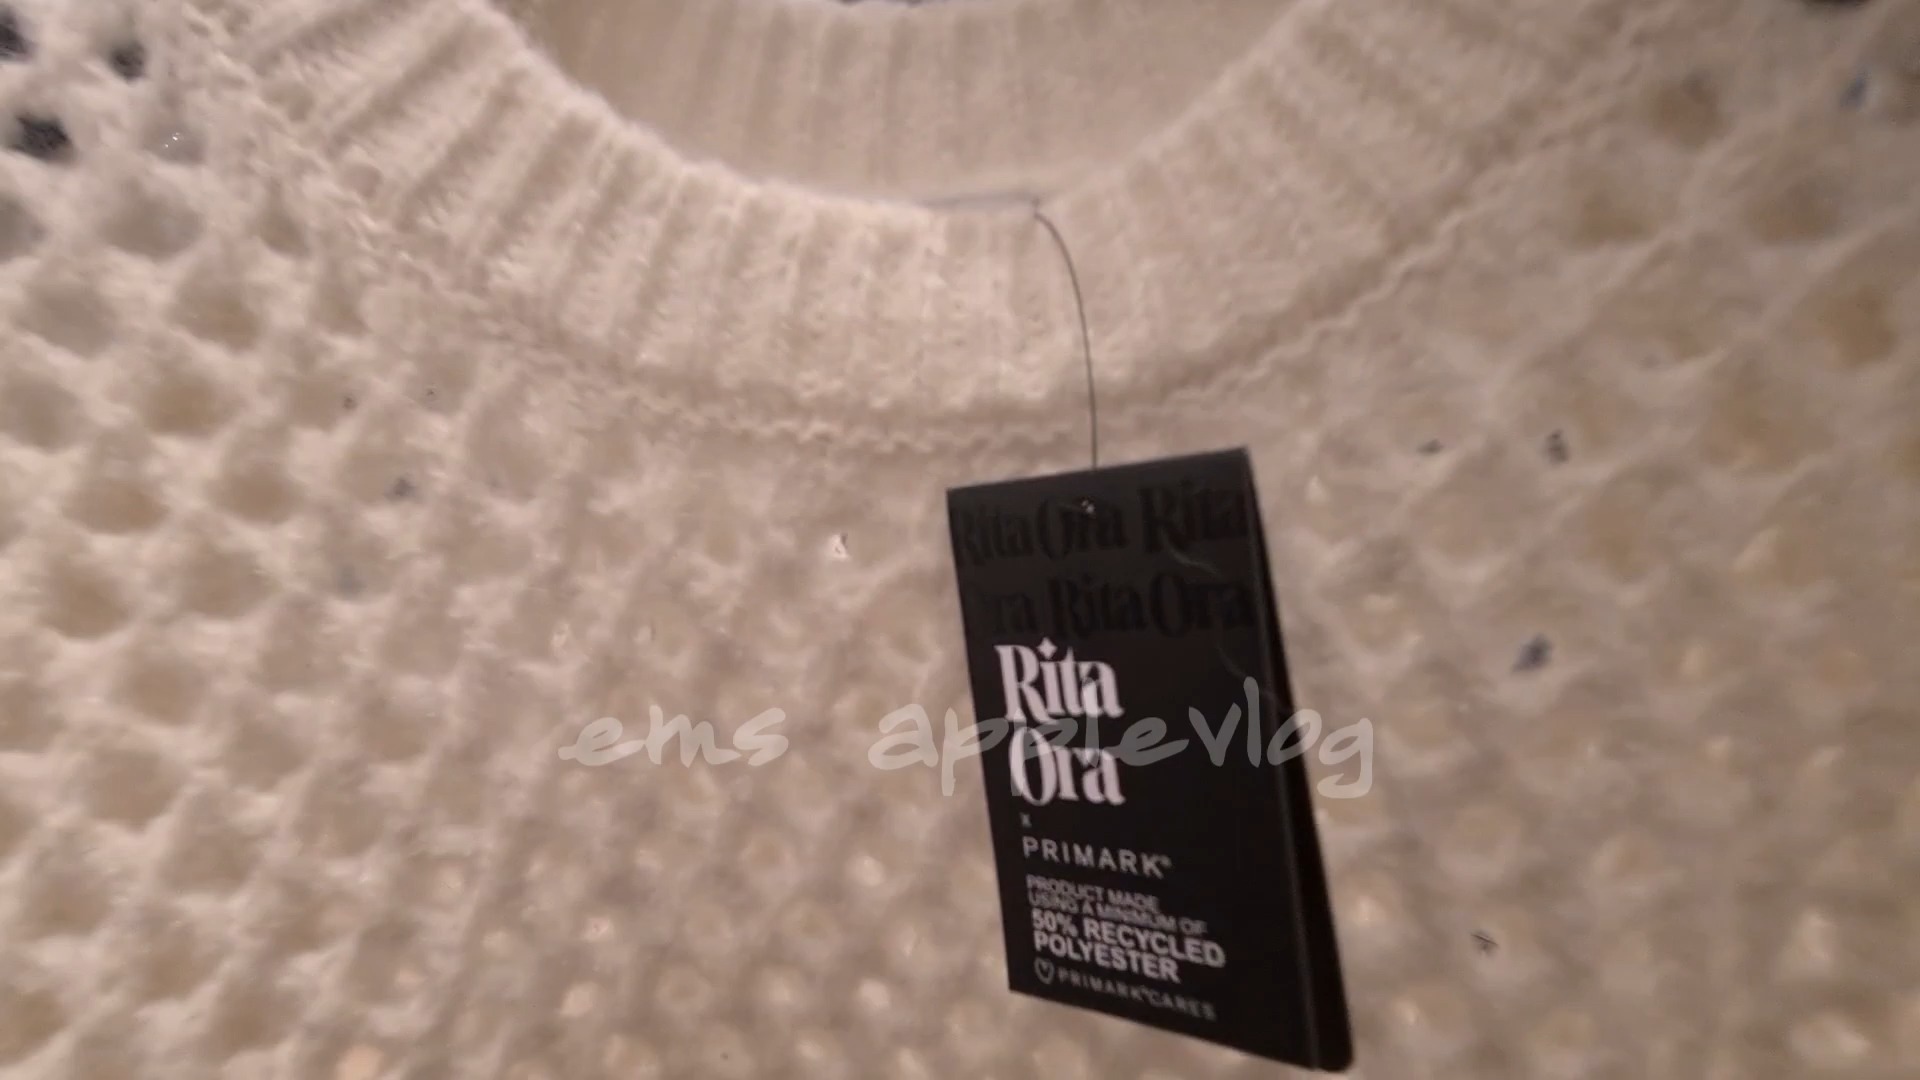 Rita Ora Rita
Ora Rita Ora
Rita
ems applevlog
Ora
x
PRIMARK®
PRODUCT MADE
USING A MINIMUM OF
50% RECYCLED
POLYESTER
PRIMARK®CARES